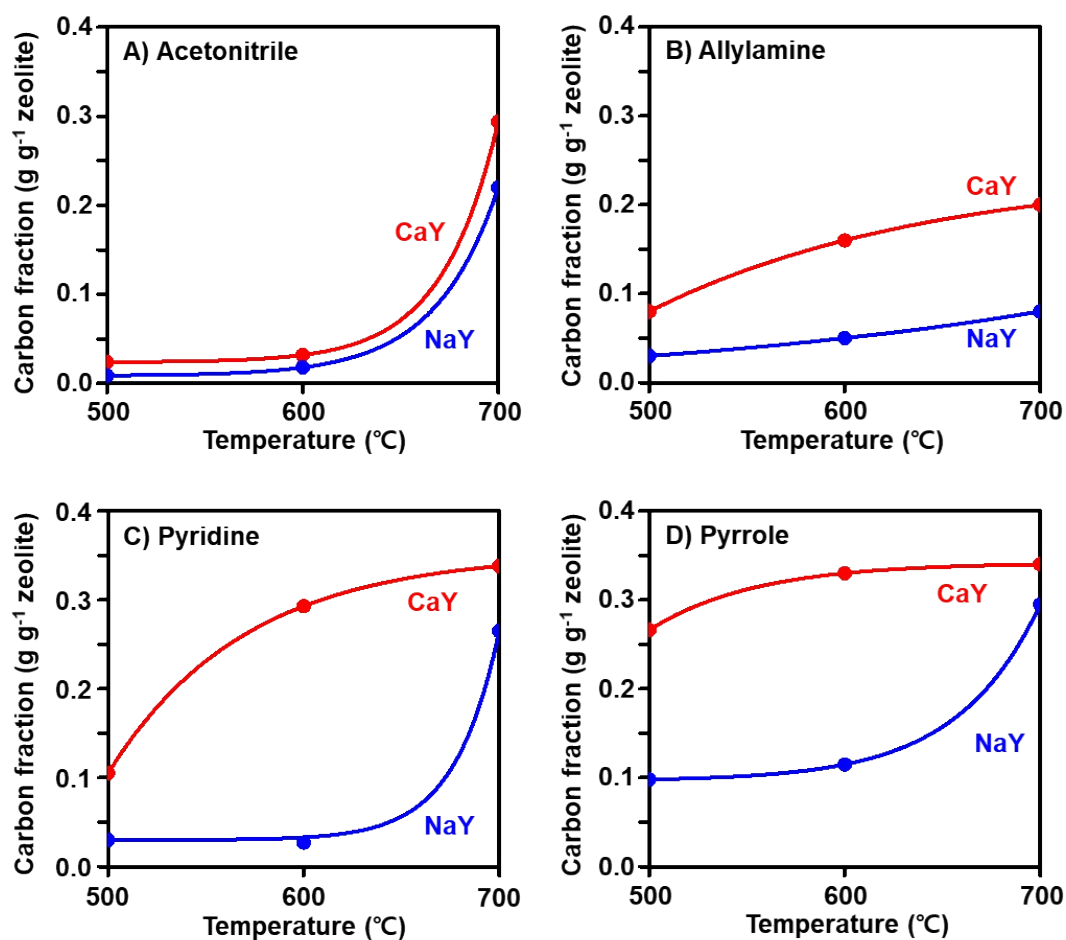 A) Acetonitrile
Carbon fraction (g g⁻¹ zeolite)
0.4
0.3
0.2
0.1
0.0
CaY
NaY
500
600
700
Temperature (℃)
B) Allylamine
Carbon fraction (g g⁻¹ zeolite)
0.4
0.3
0.2
0.1
0.0
CaY
NaY
500
600
700
Temperature (℃)
C) Pyridine
Carbon fraction (g g⁻¹ zeolite)
0.4
0.3
0.2
0.1
0.0
CaY
NaY
500
600
700
Temperature (℃)
D) Pyrrole
Carbon fraction (g g⁻¹ zeolite)
0.4
0.3
0.2
0.1
0.0
CaY
NaY
500
600
700
Temperature (℃)